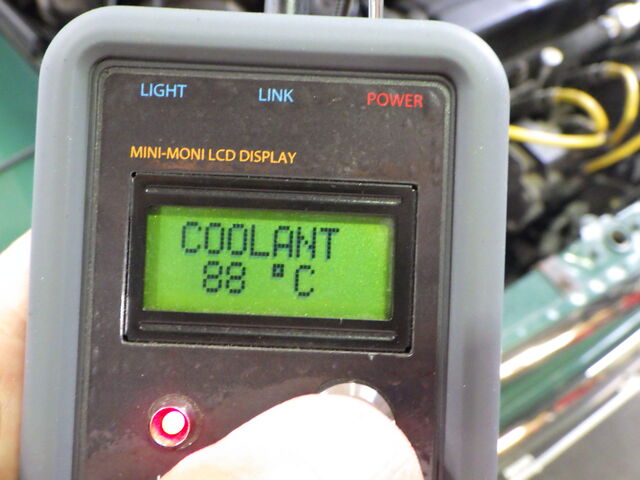 LIGHT LINK POWER
MINI-MONI LCD DISPLAY
COOLANT
88 °C